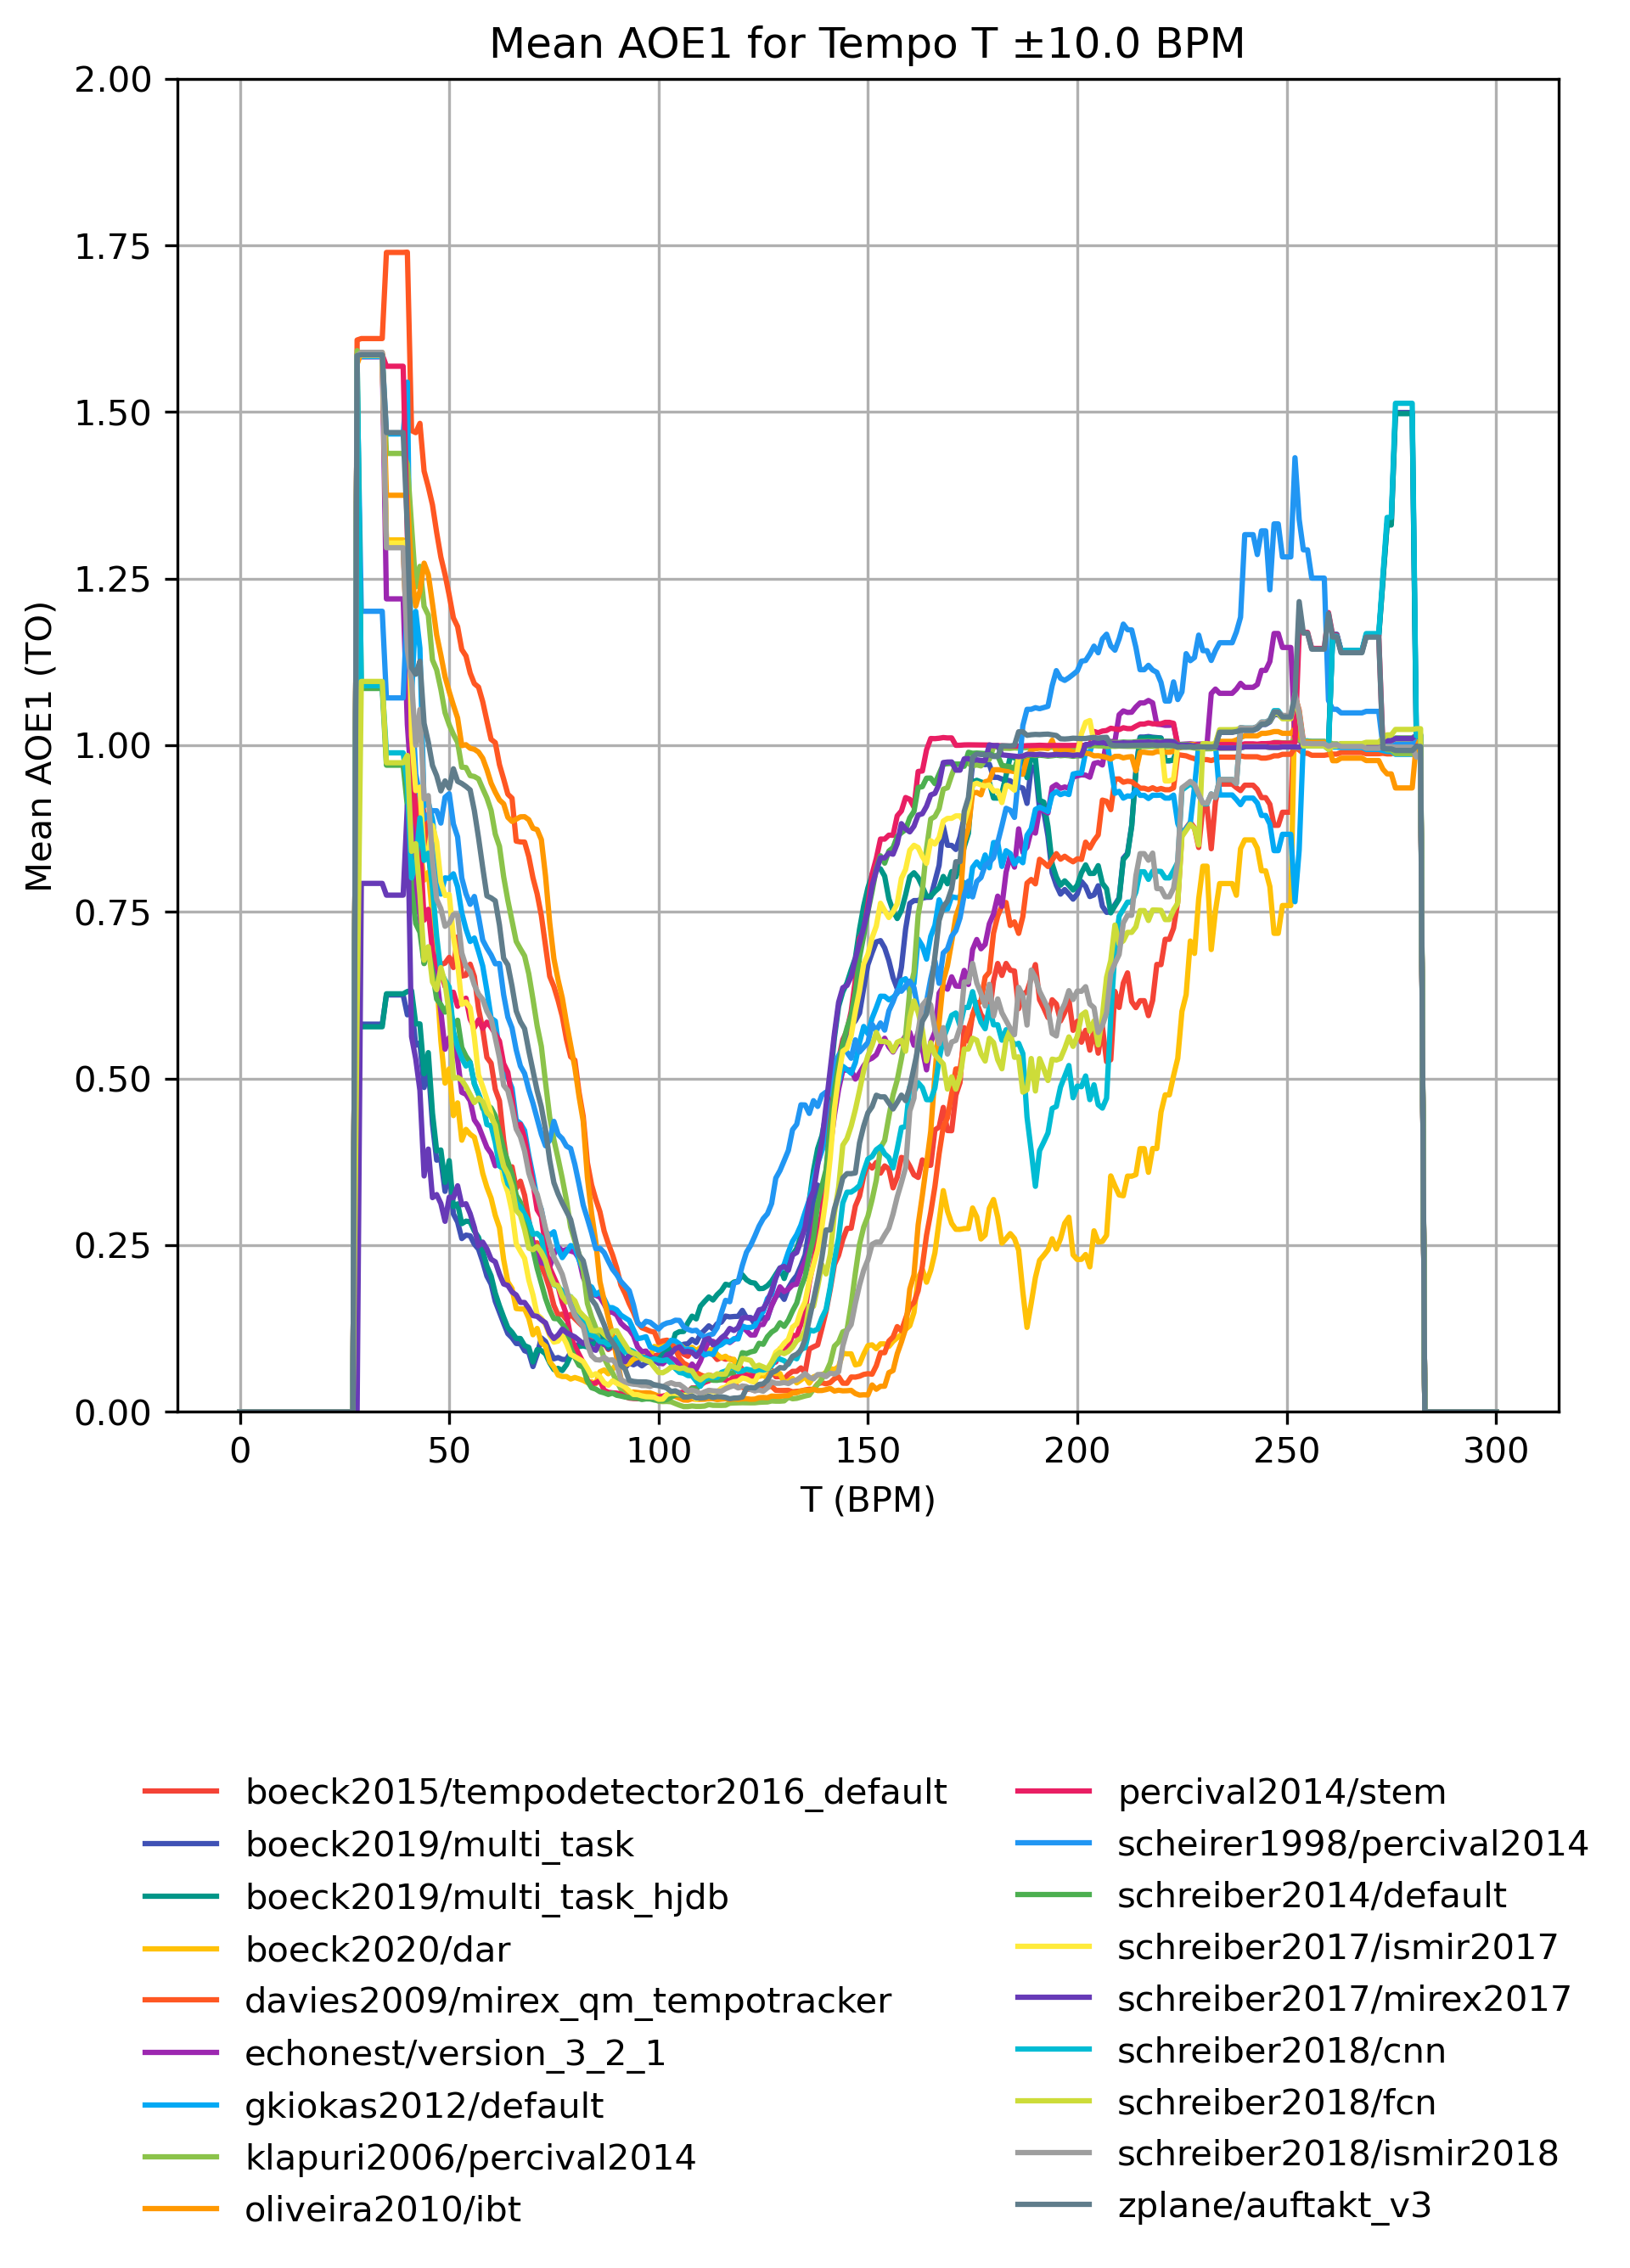 Mean AOE1 for Tempo T ±10.0 BPM
2.00
1.75
1.50
1.25
1.00
0.75
0.50
0.25
0.00
Mean AOE1 (TO)
0 50 100 150 200 250 300
T (BPM)
boeck2015/tempodetector2016_default
boeck2019/multi_task
boeck2019/multi_task_hjdb
boeck2020/dar
davies2009/mirex_qm_tempotracker
echonest/version_3_2_1
gkiokas2012/default
klapuri2006/percival2014
oliveira2010/ibt
percival2014/stem
scheirer1998/percival2014
schreiber2014/default
schreiber2017/ismir2017
schreiber2017/mirex2017
schreiber2018/cnn
schreiber2018/fcn
schreiber2018/ismir2018
zplane/auftakt_v3